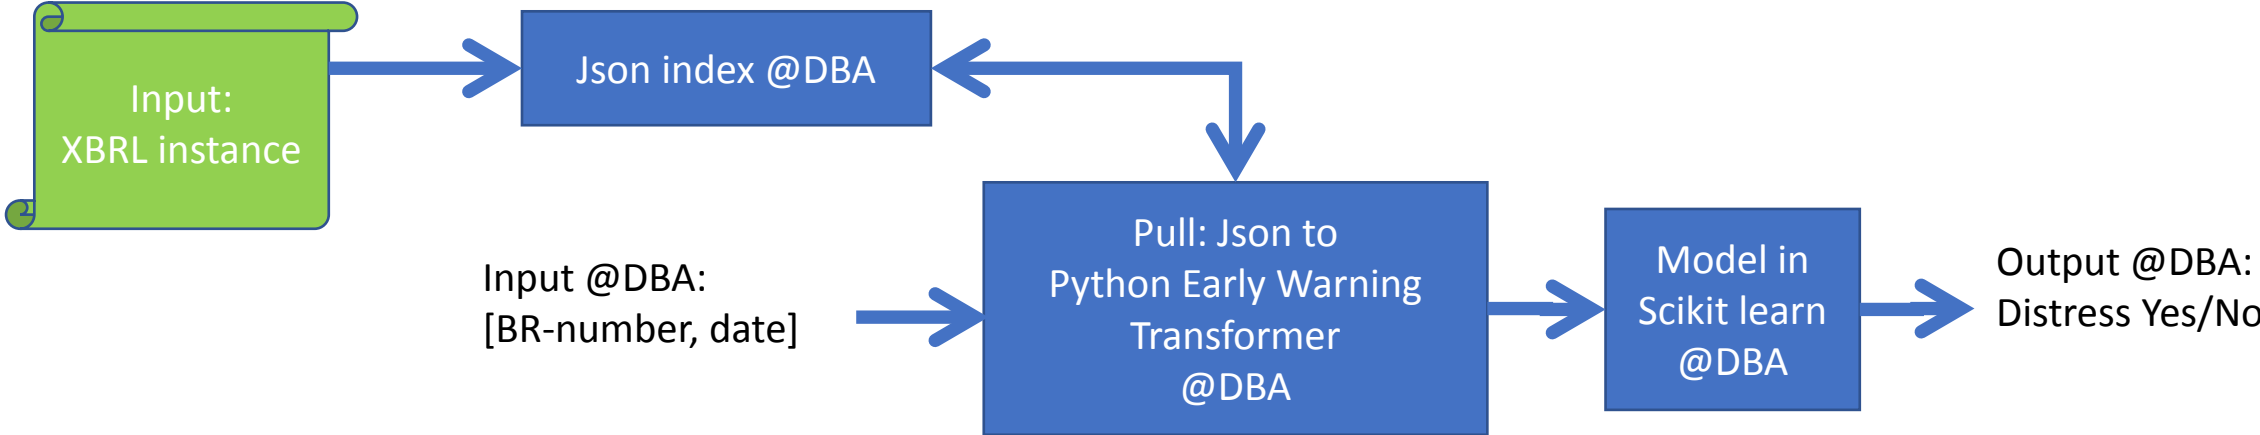 Input:
XBRL instance
Json index @DBA
Input @DBA:
[BR-number, date]
Pull: Json to
Python Early Warning
Transformer
@DBA
Model in
Scikit learn
@DBA
Output @DBA:
Distress Yes/No